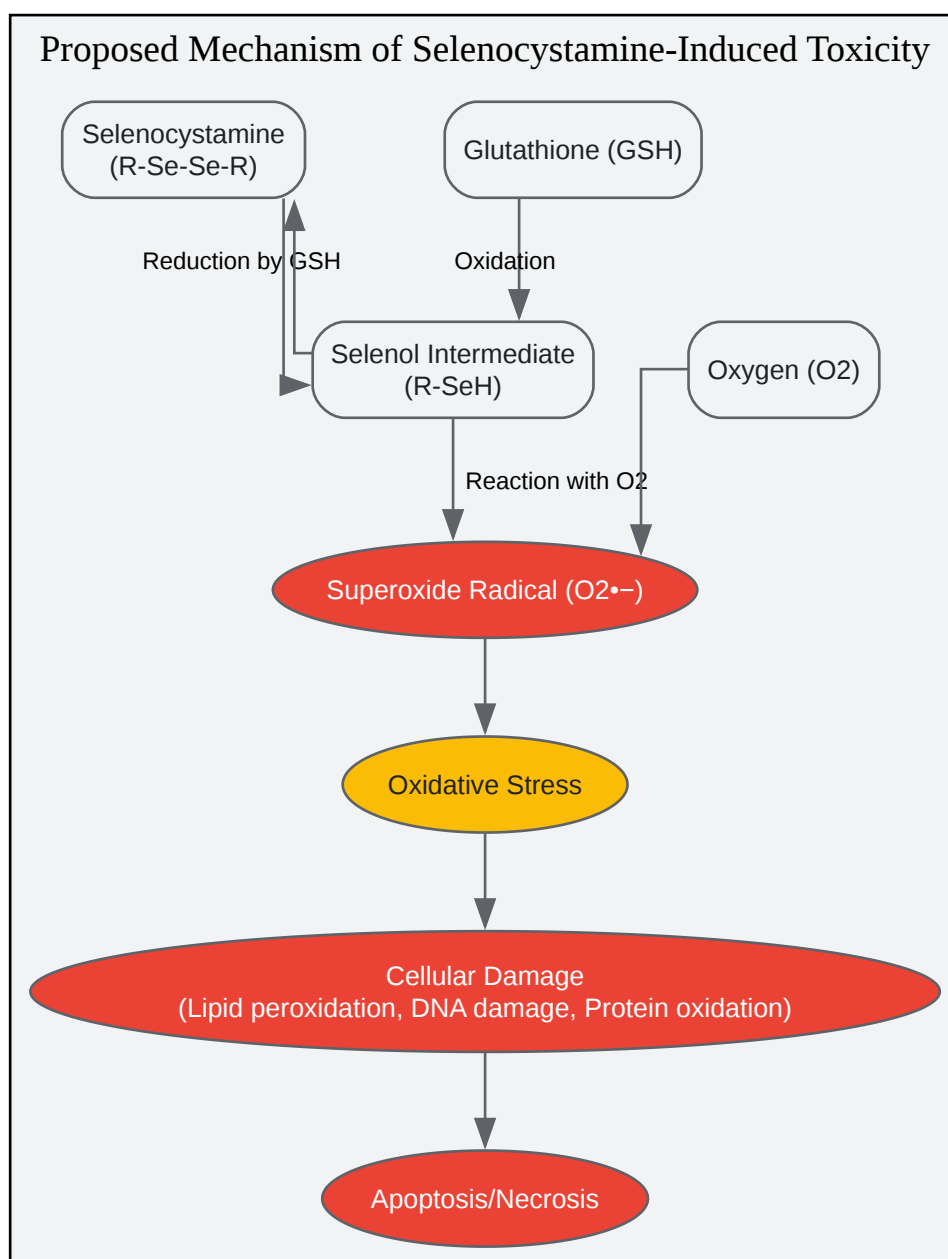 Proposed Mechanism of Selenocystamine-Induced Toxicity
Selenocystamine
(R-Se-Se-R)
Glutathione (GSH)
Reduction by GSH
Oxidation
Selenol Intermediate
(R-SeH)
Oxygen (O2)
Reaction with O2
Superoxide Radical (O2•−)
Oxidative Stress
Cellular Damage
(Lipid peroxidation, DNA damage, Protein oxidation)
Apoptosis/Necrosis